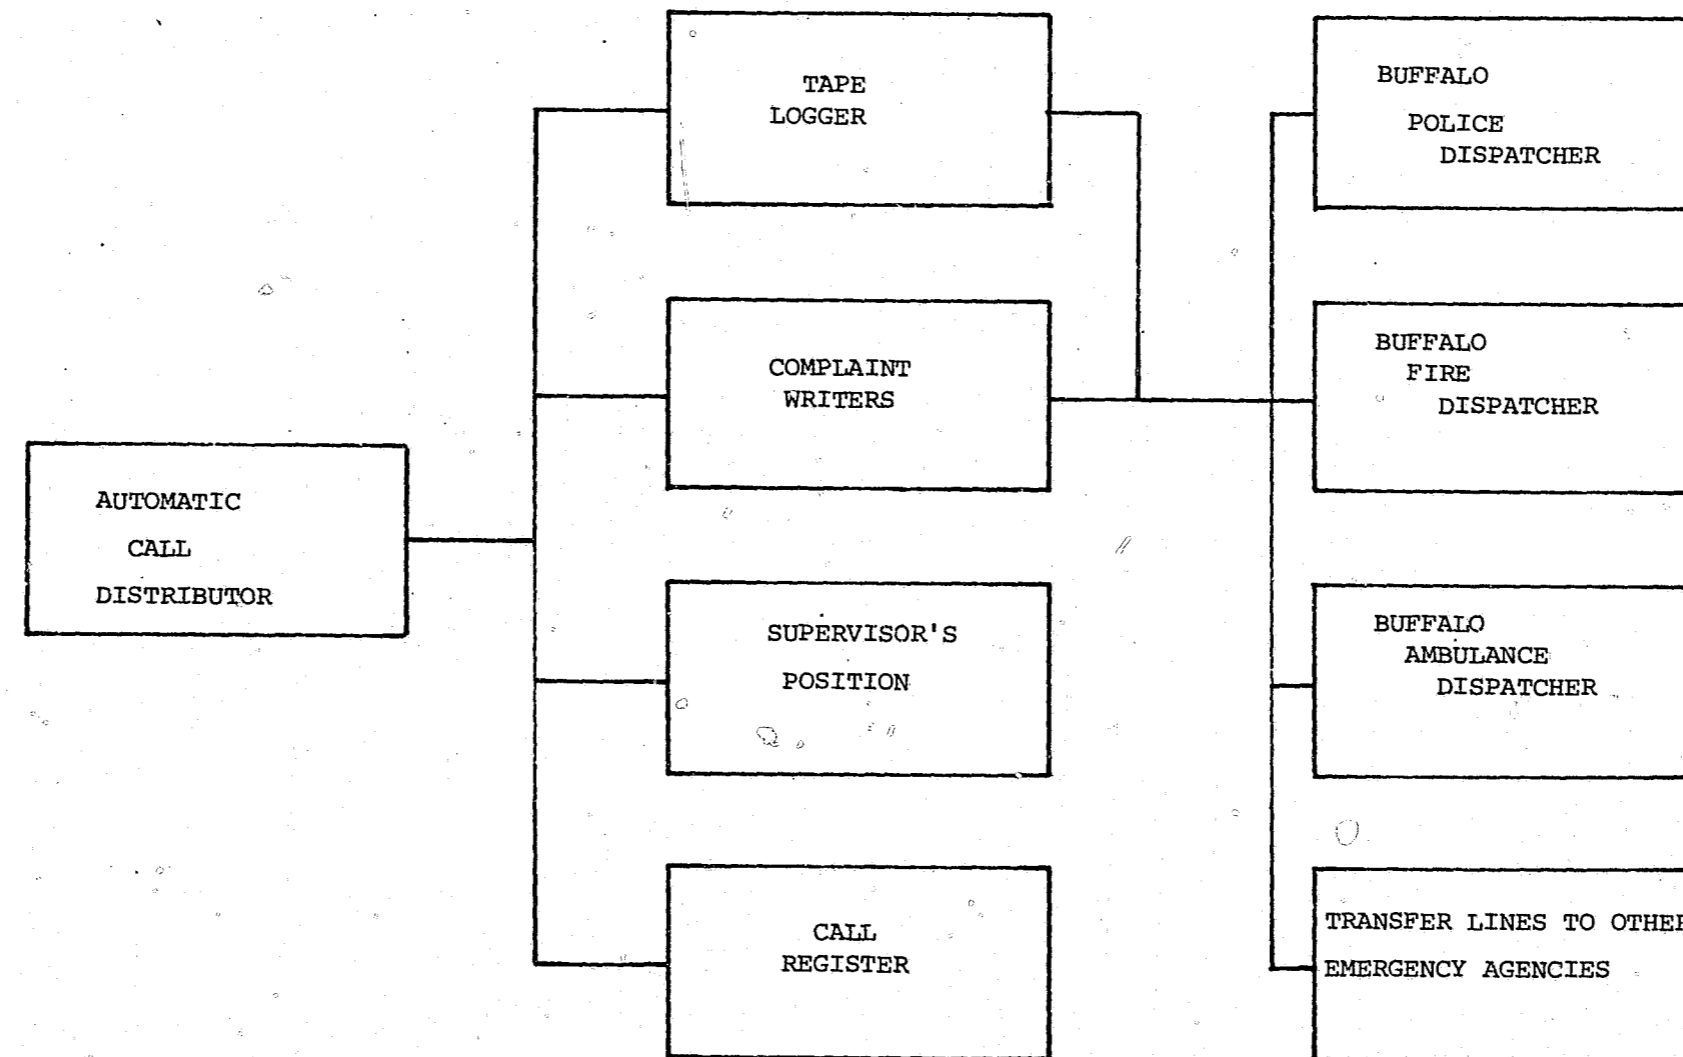 TAPE
LOGGER
BUFFALO
POLICE
DISPATCHER
COMPLAINT
WRITERS
BUFFALO
FIRE
DISPATCHER
AUTOMATIC
CALL
DISTRIBUTOR
SUPERVISOR'S
POSITION
BUFFALO
AMBULANCE
DISPATCHER
CALL
REGISTER
TRANSFER LINES TO OTHER
EMERGENCY AGENCIES